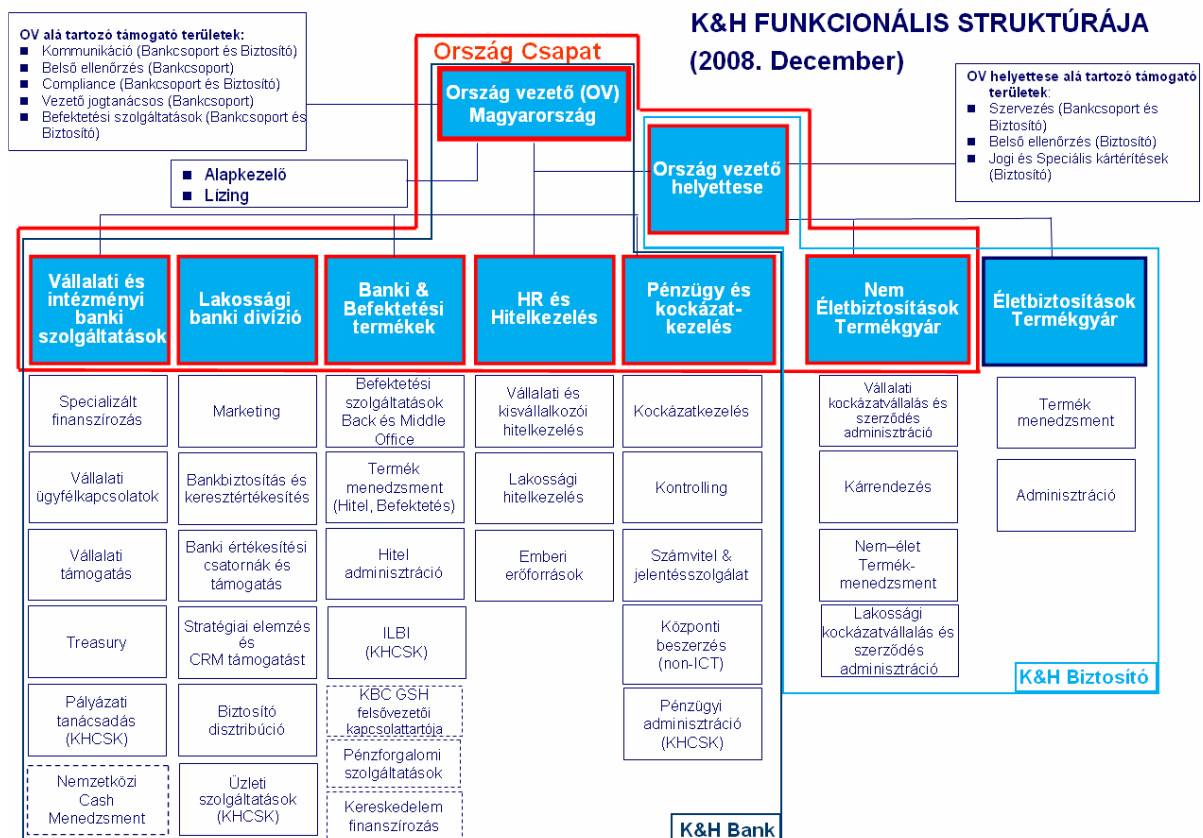 K&H FUNKCIONÁLIS STRUKTÚRÁJA
(2008. December)
OV alá tartozó támogató területek:
Kommunikáció (Bankcsoport és Biztosító)
Belső ellenőrzés (Bankcsoport)
Compliance (Bankcsoport és Biztosító)
Vezető jogtanácsos (Bankcsoport)
Befektetési szolgáltatások (Bankcsoport és
Biztosító)
Ország Csapat
Ország vezető (OV)
Magyarország
OV helyettese alá tartozó támogató
területek:
Szervezés (Bankcsoport és
Biztosító)
Belső ellenőrzés (Biztosító)
Jogi és Speciális kártérítések
(Biztosító)
Alapkezelő
Lízing
Ország vezető
helyettese
Vállalati és
intézményi
banki
szolgáltatások
Lakossági
banki divízió
Banki &
Befektetési
termékek
HR és
Hitelkezelés
Pénzügy és
kockázat-
kezelés
Nem
Életbiztosítások
Termékgyár
Életbiztosítások
Termékgyár
Specializált
finanszírozás
Vállalati
ügyfélkapcsolatok
Vállalati
támogatás
Treasury
Pályázati
tanácsadás
(KHCSK)
Nemzetközi
Cash
Menedzsment
Marketing
Bankbiztosítás és
keresztértékesítés
Banki értékesítési
csatornák és
támogatás
Stratégiai elemzés
és
CRM támogatást
Biztosító
disztribúció
Üzleti
szolgáltatások
(KHCSK)
Befektetési
szolgáltatások
Back és Middle
Office
Termék
menedzsment
(Hitel, Befektetés)
Hitel
adminisztráció
ILBI
(KHCSK)
KBC GSH
felsővezetői
kapcsolattartója
Pénzforgalomi
szolgáltatások
Kereskedelem
finanszírozás
Vállalati és
kisvállalkozói
hitelkezelés
Lakossági
hitelkezelés
Emberi
erőforrások
Kockázatkezelés
Kontrolling
Számvitel &
jelentésszolgálat
Központi
beszerzés
(non-ICT)
Pénzügyi
adminisztráció
(KHCSK)
Vállalati
kockázatvállalás és
szerződés
adminisztráció
Kárrendezés
Nem–élet
Termék-
menedzsment
Lakossági
kockázatvállalás és
szerződés
adminisztráció
Termék
menedzsment
Adminisztráció
K&H Biztosító
K&H Bank